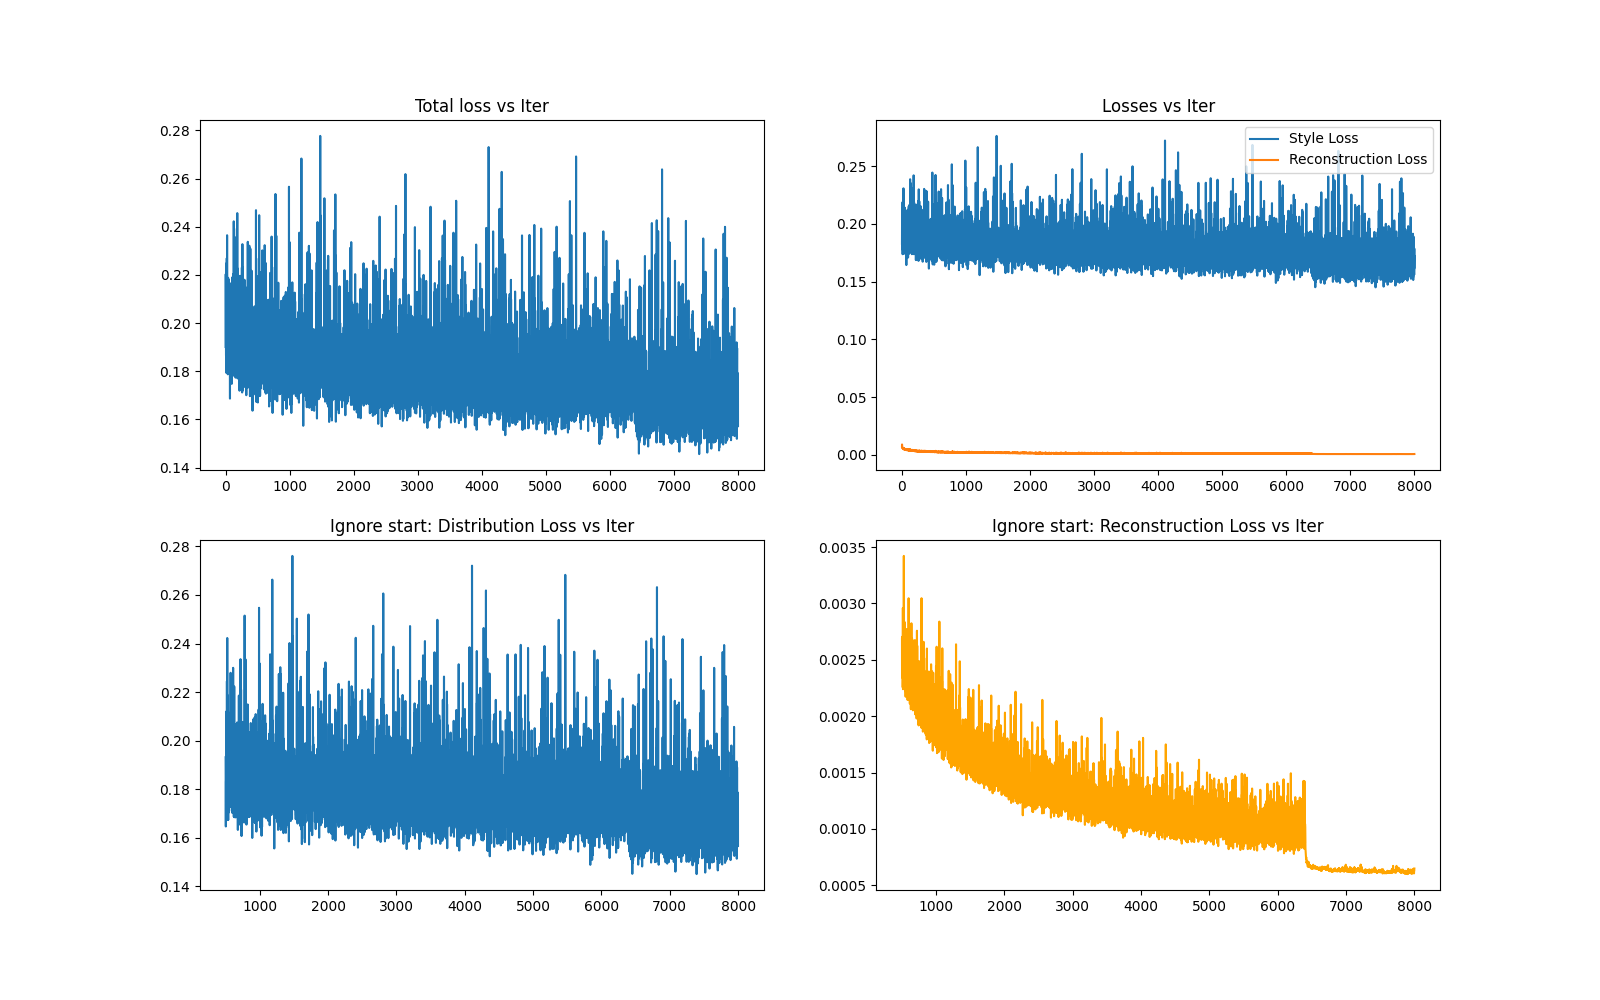 Total loss vs Iter
0.28
0.26
0.24
0.22
0.20
0.18
0.16
0.14
0 1000 2000 3000 4000 5000 6000 7000 8000
Losses vs Iter
Style Loss
Reconstruction Loss
0.25
0.20
0.15
0.10
0.05
0.00
0 1000 2000 3000 4000 5000 6000 7000 8000
Ignore start: Distribution Loss vs Iter
0.28
0.26
0.24
0.22
0.20
0.18
0.16
0.14
1000 2000 3000 4000 5000 6000 7000 8000
Ignore start: Reconstruction Loss vs Iter
0.0035
0.0030
0.0025
0.0020
0.0015
0.0010
0.0005
1000 2000 3000 4000 5000 6000 7000 8000